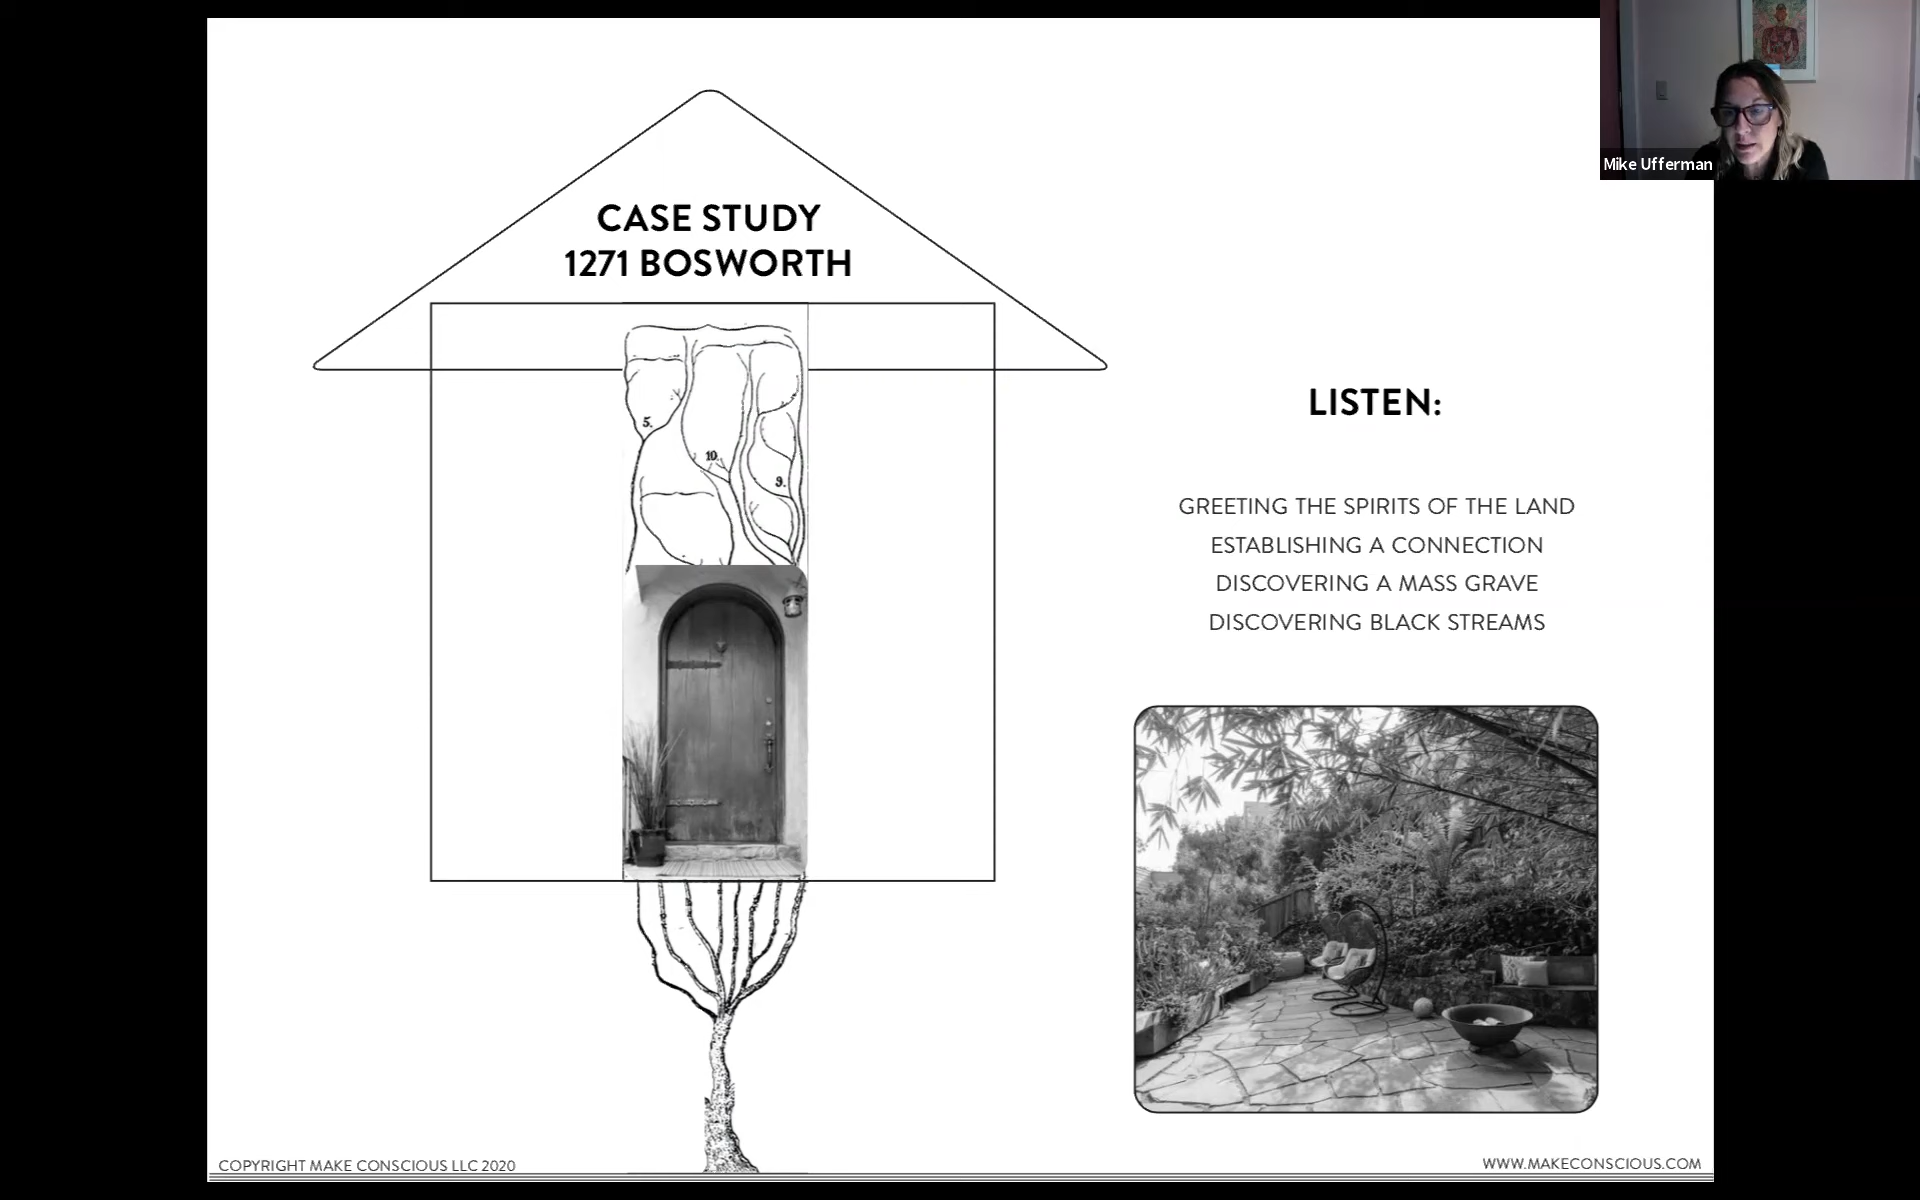 CASE STUDY
1271 BOSWORTH
5.
10.
9.
LISTEN:
GREETING THE SPIRITS OF THE LAND
ESTABLISHING A CONNECTION
DISCOVERING A MASS GRAVE
DISCOVERING BLACK STREAMS
COPYRIGHT MAKE CONSCIOUS LLC 2020
WWW.MAKECONSCIOUS.COM
Mike Ufferman